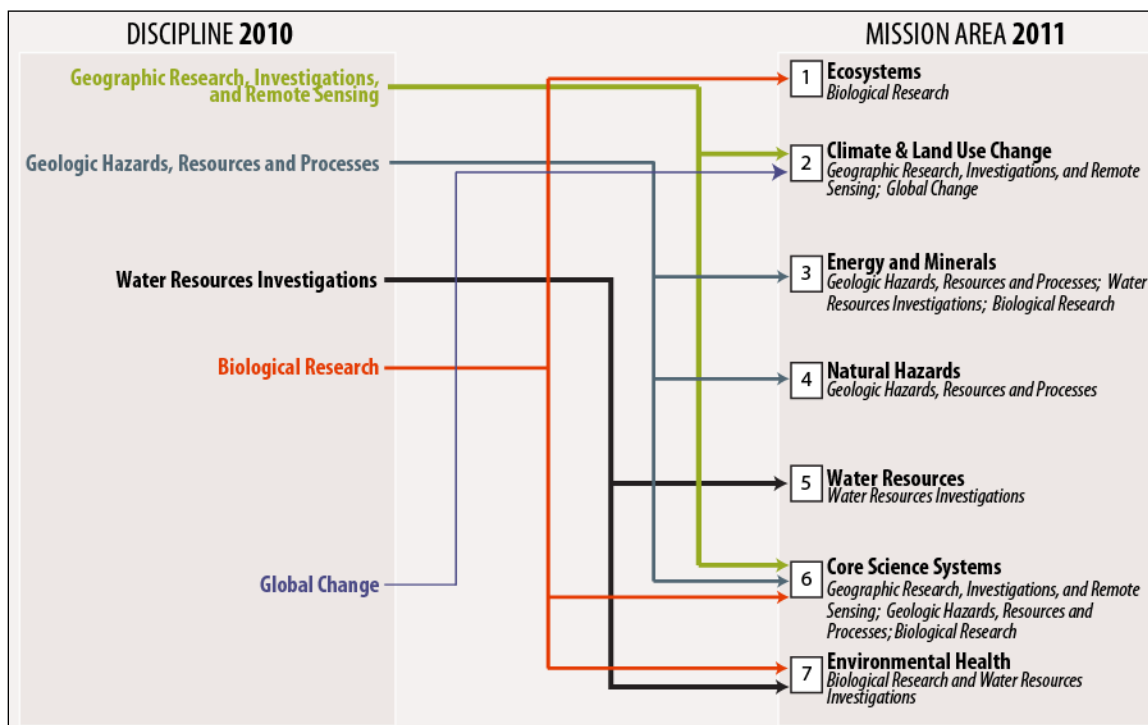 DISCIPLINE 2010
Geographic Research, Investigations,
and Remote Sensing
Geologic Hazards, Resources and Processes
Water Resources Investigations
Biological Research
Global Change
MISSION AREA 2011
1 Ecosystems
Biological Research
2 Climate & Land Use Change
Geographic Research, Investigations, and Remote
Sensing; Global Change
3 Energy and Minerals
Geologic Hazards, Resources and Processes; Water
Resources Investigations; Biological Research
4 Natural Hazards
Geologic Hazards, Resources and Processes
5 Water Resources
Water Resources Investigations
6 Core Science Systems
Geographic Research, Investigations, and Remote
Sensing; Geologic Hazards, Resources and
Processes; Biological Research
7 Environmental Health
Biological Research and Water Resources
Investigations